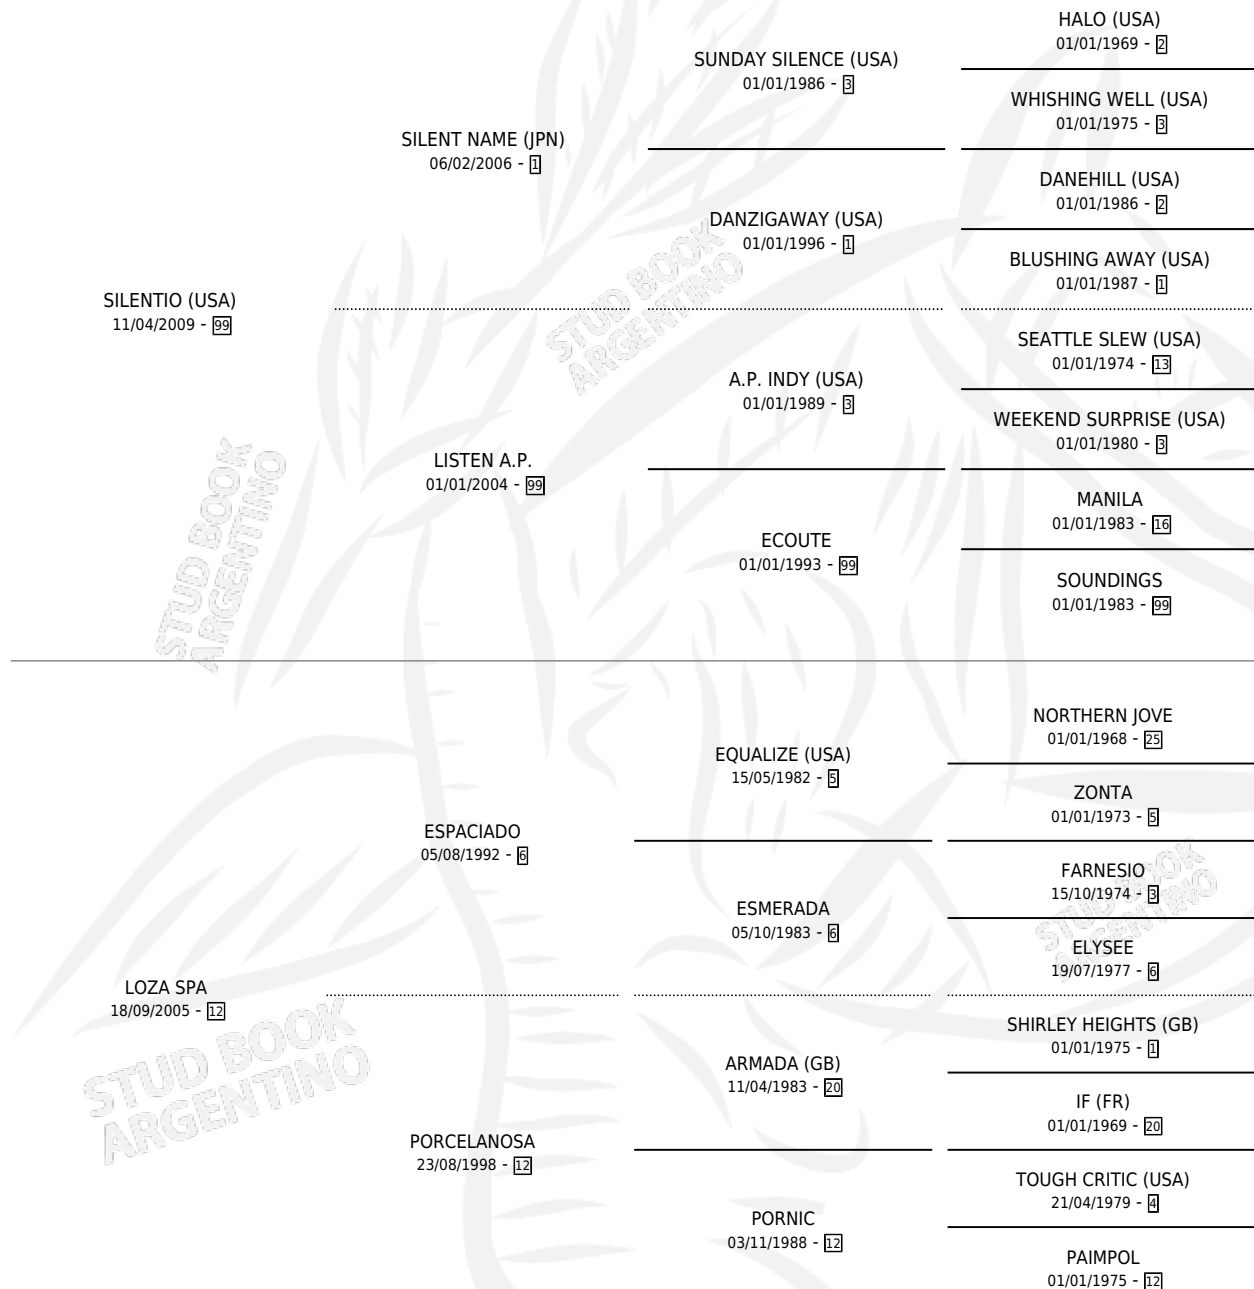 HALO (USA)
01/01/1969 - 2
SUNDAY SILENCE (USA)
01/01/1986 - 3
WHISHING WELL (USA)
01/01/1975 - 3
SILENT NAME (JPN)
06/02/2006 - 1
DANEHILL (USA)
01/01/1986 - 2
DANZIGAWAY (USA)
01/01/1996 - 1
BLUSHING AWAY (USA)
01/01/1987 - 1
SILENTIO (USA)
11/04/2009 - 99
STUD BOOK
ARGENTINO
SEATTLE SLEW (USA)
01/01/1974 - 13
A.P. INDY (USA)
01/01/1989 - 3
WEEKEND SURPRISE (USA)
01/01/1980 - 3
LISTEN A.P.
01/01/2004 - 99
MANILA
01/01/1983 - 16
ECOUTE
01/01/1993 - 99
SOUNDINGS
01/01/1983 - 99
STUD BOOK
ARGENTINO
NORTHERN JOVE
01/01/1968 - 25
EQUALIZE (USA)
15/05/1982 - 5
ZONTA
01/01/1973 - 5
ESPACIADO
05/08/1992 - 6
FARNESIO
15/10/1974 - 3
ESMERADA
05/10/1983 - 6
ELYSEE
19/07/1977 - 6
STUD BOOK
ARGENTINO
LOZA SPA
18/09/2005 - 12
SHIRLEY HEIGHTS (GB)
01/01/1975 - 1
ARMADA (GB)
11/04/1983 - 20
IF (FR)
01/01/1969 - 20
STUD BOOK
ARGENTINO
PORCELANOSA
23/08/1998 - 12
TOUGH CRITIC (USA)
21/04/1979 - 4
PORNIC
03/11/1988 - 12
PAIMPOL
01/01/1975 - 12